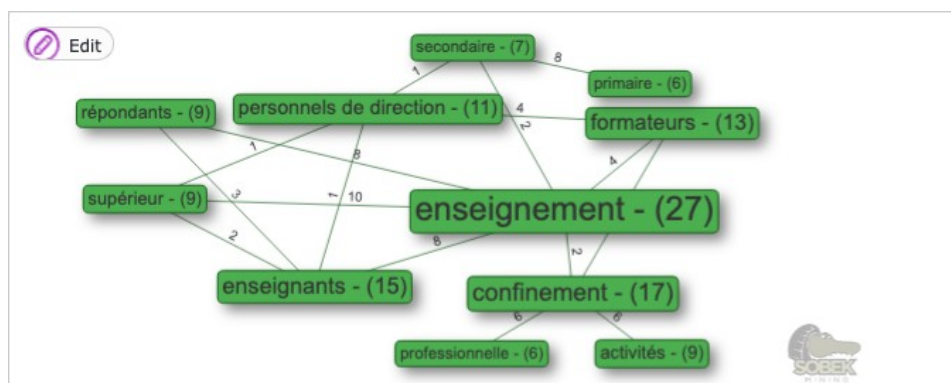 Edit
secondaire - (7)
8
primaire - (6)
1
répondants - (9)
personnels de direction - (11)
4
formateurs - (13)
2
1
8
4
supérieur - (9)
3
1
10
enseignement - (27)
2
8
2
enseignants - (15)
confinement - (17)
6
6
professionnelle - (6)
activités - (9)
SOBEK
MINING